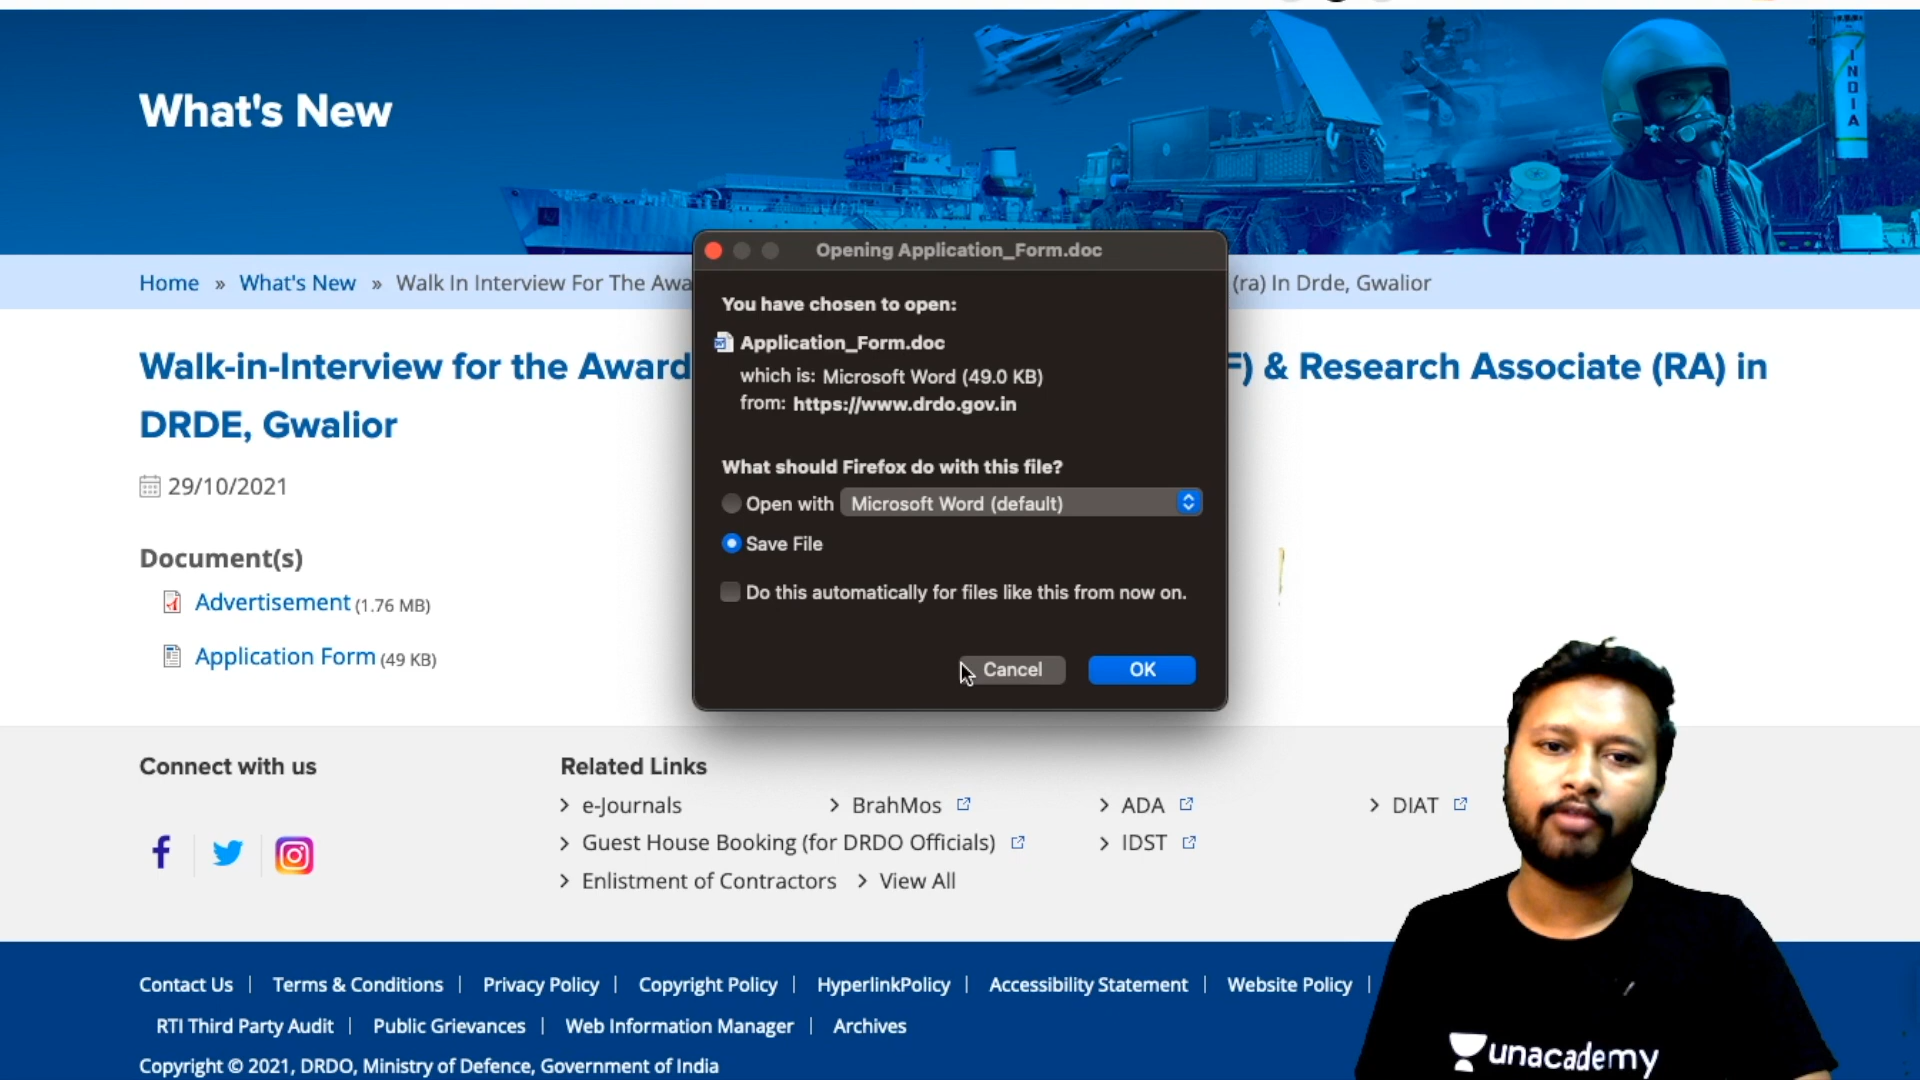 INDIA
What's New
Home » What's New » Walk In Interview For The Awa
(ra) In Drde, Gwalior
Walk-in-Interview for the Award
F) & Research Associate (RA) in
DRDE, Gwalior
29/10/2021
Document(s)
Advertisement (1.76 MB)
Application Form (49 KB)
Opening Application_Form.doc
You have chosen to open:
Application_Form.doc
which is: Microsoft Word (49.0 KB)
from: https://www.drdo.gov.in
What should Firefox do with this file?
Open with Microsoft Word (default)
Save File
Do this automatically for files like this from now on.
Cancel OK
Connect with us
Related Links
> e-Journals > BrahMos > ADA > DIAT
> Guest House Booking (for DRDO Officials) > IDST
> Enlistment of Contractors > View All
Contact Us | Terms & Conditions | Privacy Policy | Copyright Policy | HyperlinkPolicy | Accessibility Statement | Website Policy |
RTI Third Party Audit | Public Grievances | Web Information Manager | Archives
Copyright © 2021, DRDO, Ministry of Defence, Government of India
unacademy